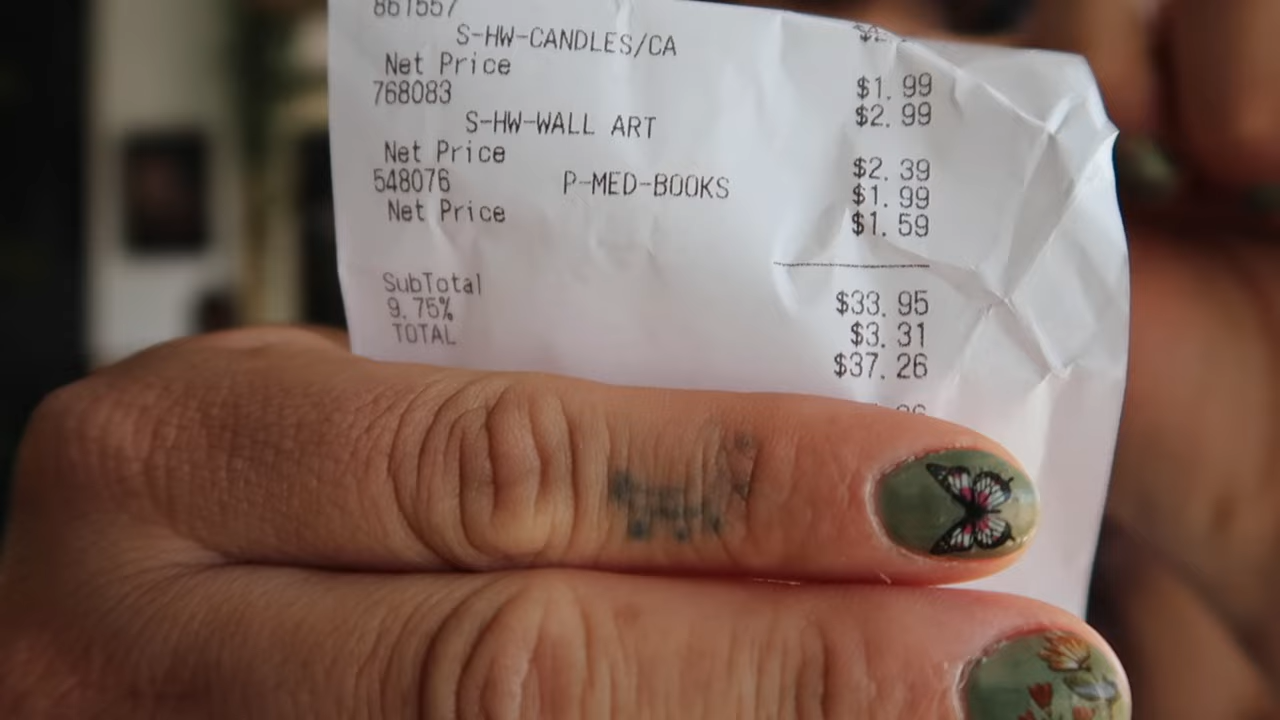 861557
S-HW-CANDLES/CA
Net Price $1.99
768083 $2.99
S-HW-WALL ART
Net Price $2.39
548076 P-MED-BOOKS $1.99
Net Price $1.59
SubTotal $33.95
9.75% $3.31
TOTAL $37.26